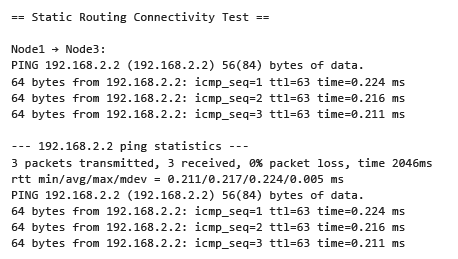 == Static Routing Connectivity Test ==
Node1 → Node3:
PING 192.168.2.2 (192.168.2.2) 56(84) bytes of data.
64 bytes from 192.168.2.2: icmp_seq=1 ttl=63 time=0.224 ms
64 bytes from 192.168.2.2: icmp_seq=2 ttl=63 time=0.216 ms
64 bytes from 192.168.2.2: icmp_seq=3 ttl=63 time=0.211 ms
--- 192.168.2.2 ping statistics ---
3 packets transmitted, 3 received, 0% packet loss, time 2046ms
rtt min/avg/max/mdev = 0.211/0.217/0.224/0.005 ms
PING 192.168.2.2 (192.168.2.2) 56(84) bytes of data.
64 bytes from 192.168.2.2: icmp_seq=1 ttl=63 time=0.224 ms
64 bytes from 192.168.2.2: icmp_seq=2 ttl=63 time=0.216 ms
64 bytes from 192.168.2.2: icmp_seq=3 ttl=63 time=0.211 ms